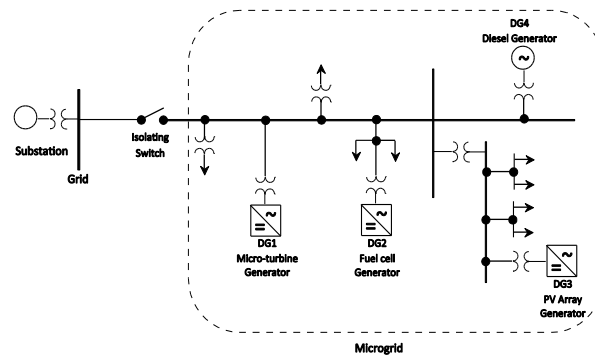 DG4
Diesel Generator
~
Substation
Grid
Isolating
Switch
~
=
DG1
Micro-turbine
Generator
~
=
DG2
Fuel cell
Generator
~
=
DG3
PV Array
Generator
Microgrid